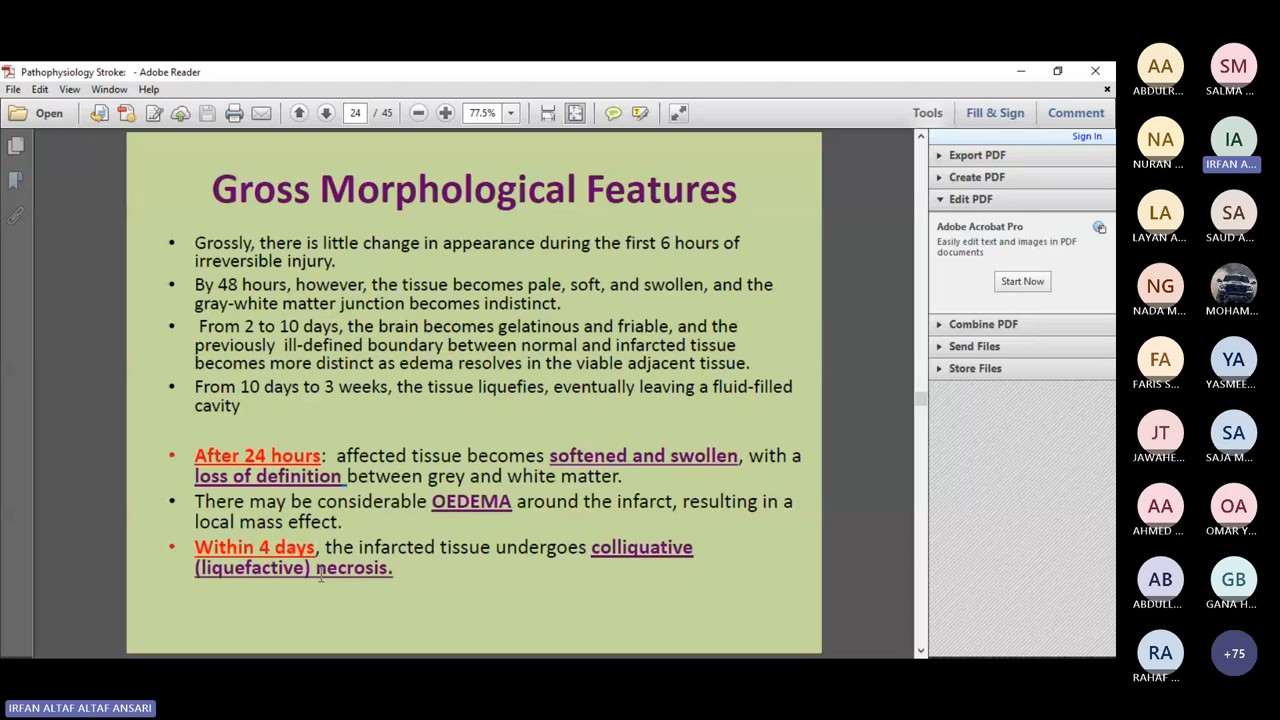 Pathophysiology Stroke: - Adobe Reader
File Edit View Window Help
Open 24 / 45 77.5% Tools Fill & Sign Comment
Sign In
Gross Morphological Features
• Grossly, there is little change in appearance during the first 6 hours of
irreversible injury.
• By 48 hours, however, the tissue becomes pale, soft, and swollen, and the
gray-white matter junction becomes indistinct.
• From 2 to 10 days, the brain becomes gelatinous and friable, and the
previously ill-defined boundary between normal and infarcted tissue
becomes more distinct as edema resolves in the viable adjacent tissue.
• From 10 days to 3 weeks, the tissue liquefies, eventually leaving a fluid-filled
cavity
• After 24 hours: affected tissue becomes softened and swollen, with a
loss of definition between grey and white matter.
• There may be considerable OEDEMA around the infarct, resulting in a
local mass effect.
• Within 4 days, the infarcted tissue undergoes colliquative
(liquefactive) necrosis.
Export PDF
Create PDF
Edit PDF
Adobe Acrobat Pro
Easily edit text and images in PDF
documents
Start Now
Combine PDF
Send Files
Store Files
AA SM
ABDULR... SALMA ...
NA IA
NURAN ... IRFAN A...
LA SA
LAYAN A... SAUD A...
NG
NADA M... MOHAM...
FA YA
FARIS S... YASMEE...
JT SA
JAWAHE... SAJA M...
AA OA
AHMED ... OMAR Y...
AB GB
ABDULL... GANA H...
RA +75
RAHAF ...
IRFAN ALTAF ALTAF ANSARI